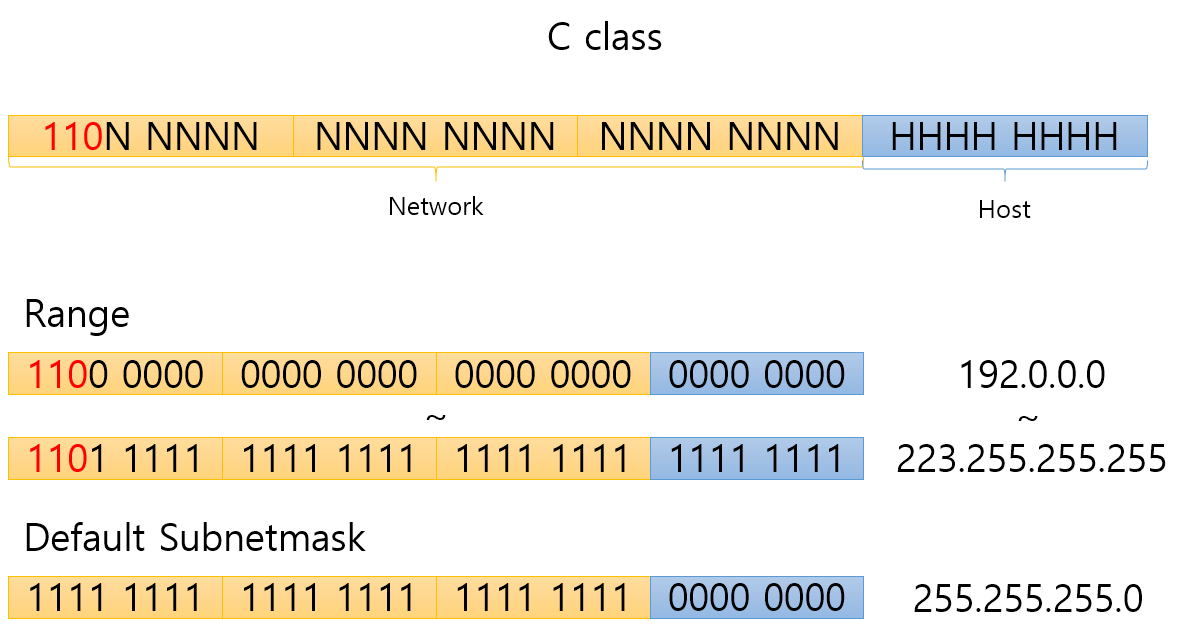 C class
110N NNNN NNNN NNNN NNNN NNNN HHHH HHHH
Network Host
Range
1100 0000 0000 0000 0000 0000 0000 0000 192.0.0.0
~ ~
1101 1111 1111 1111 1111 1111 1111 1111 223.255.255.255
Default Subnetmask
1111 1111 1111 1111 1111 1111 0000 0000 255.255.255.0